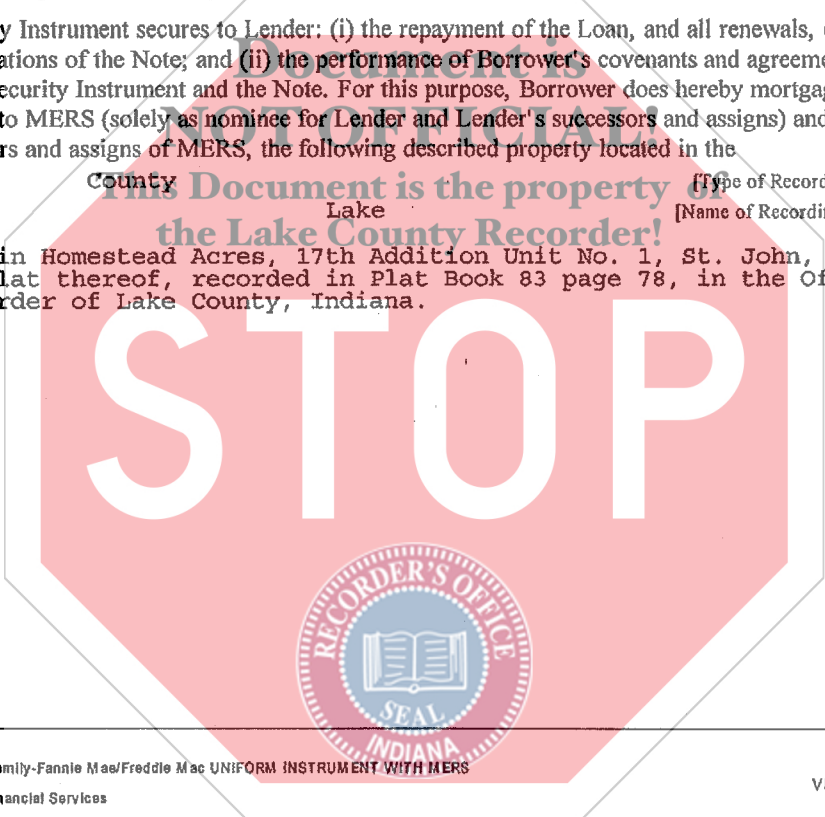 y Instrument secures to Lender: (i) the repayment of the Loan, and all renewals,
ations of the Note; and (ii) the performance of Borrower's covenants and agreeme
Document is
ecurity Instrument and the Note. For this purpose, Borrower does hereby mortgag
to MERS (solely as nominee for Lender and Lender's successors and assigns) and
NOT OFFICIAL!
rs and assigns of MERS, the following described property located in the
County [Type of Record
This Document is the property of
Lake [Name of Recordin
the Lake County Recorder!
in Homestead Acres, 17th Addition Unit No. 1, St. John,
lat thereof, recorded in Plat Book 83 page 78, in the Of
rder of Lake County, Indiana.
STOP
RECORDER'S OFFICE
SEAL
INDIANA
mily-Fannie Mae/Freddie Mac UNIFORM INSTRUMENT WITH MERS
nancial Services